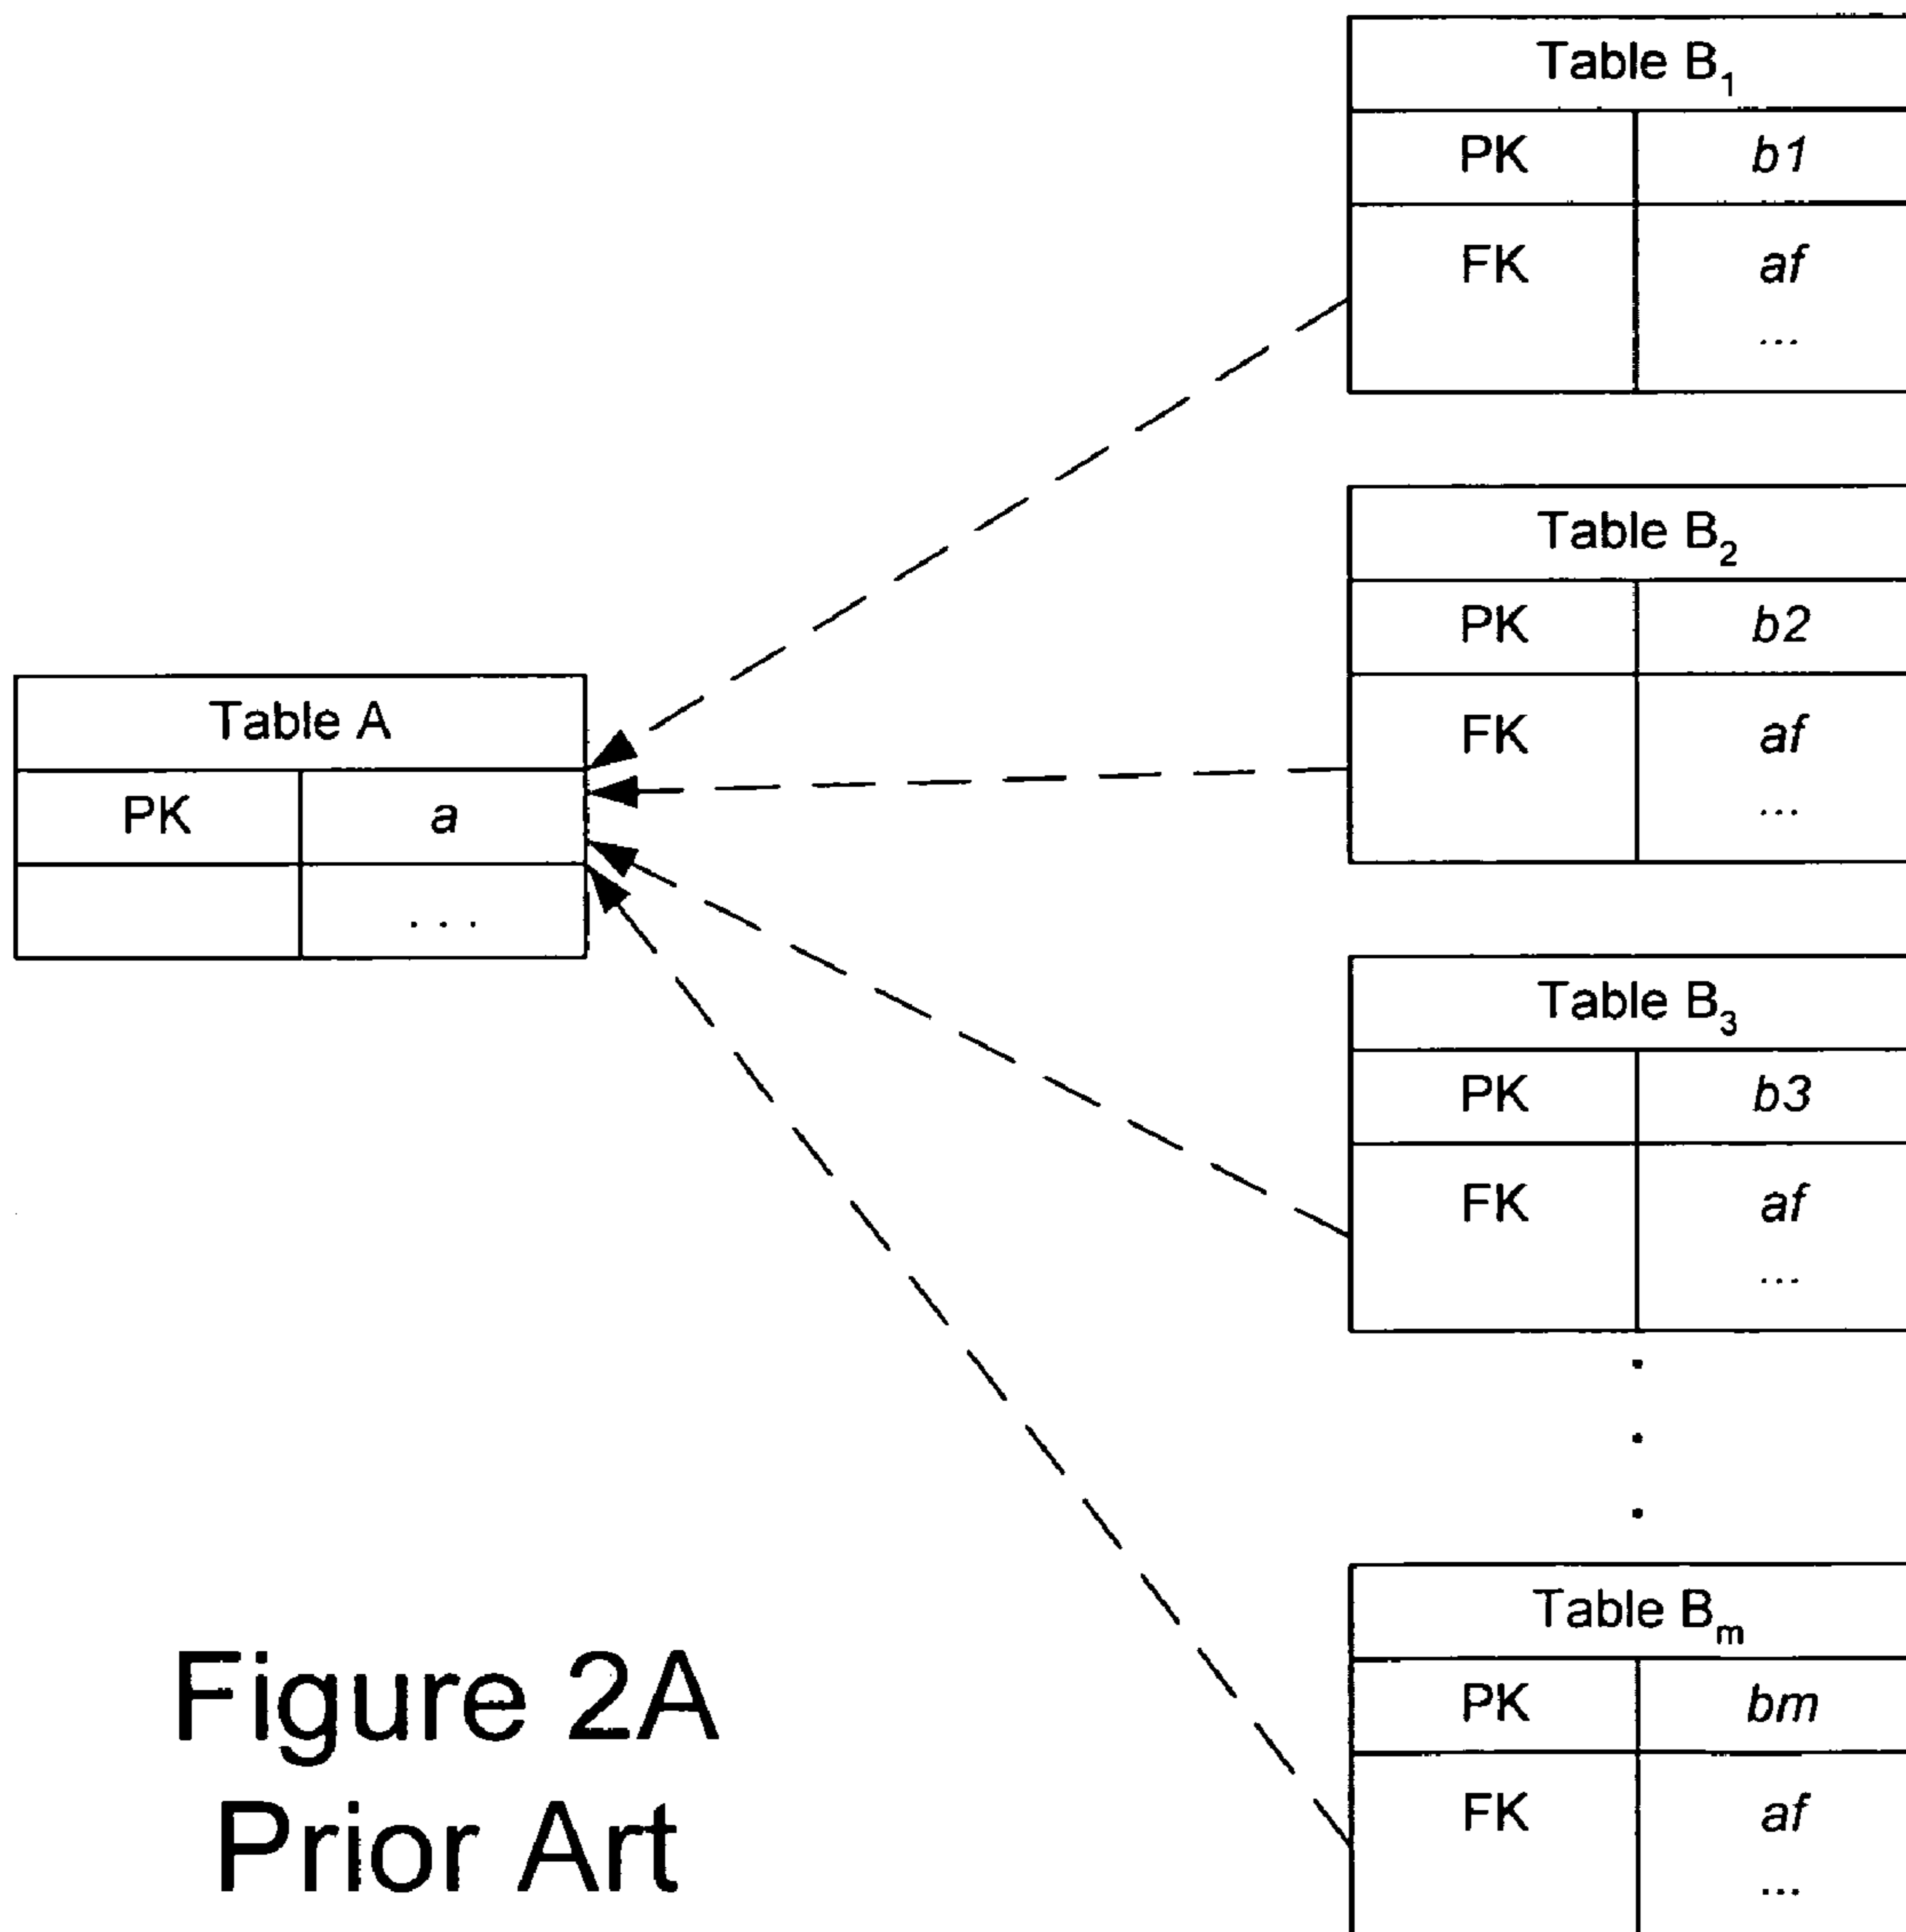 Table A
PK a
. . .
Table B₁
PK b1
FK af
...
Table B₂
PK b2
FK af
...
Table B₃
PK b3
FK af
...
.
.
.
Table Bₘ
PK bm
FK af
...
Figure 2A
Prior Art